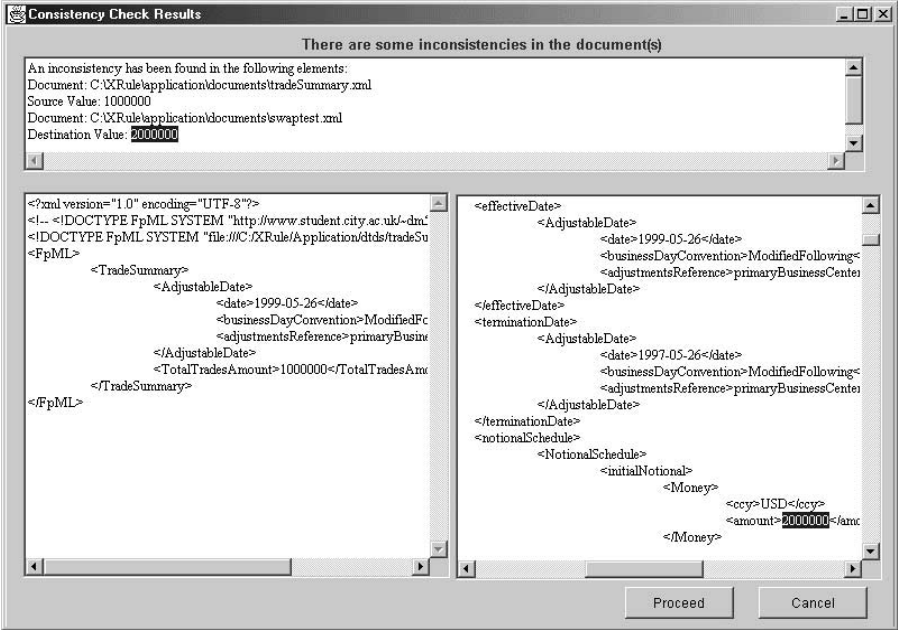 Consistency Check Results
There are some inconsistencies in the document(s)
An inconsistency has been found in the following elements:
Document: C:\XRule\application\documents\tradeSummary.xml
Source Value: 1000000
Document: C:\XRule\application\documents\swaptest.xml
Destination Value: 2000000
<?xml version="1.0" encoding="UTF-8"?>
<!-- <!DOCTYPE FpML SYSTEM "http://www.student.city.ac.uk/~dm
<!DOCTYPE FpML SYSTEM "file:///C:/XRule/Application/dtds/tradeSu
<FpML>
<TradeSummary>
<AdjustableDate>
<date>1999-05-26</date>
<businessDayConvention>ModifiedFc
<adjustmentsReference>primaryBusine
</AdjustableDate>
<TotalTradesAmount>1000000</TotalTradesAmo
</TradeSummary>
</FpML>
<effectiveDate>
<AdjustableDate>
<date>1999-05-26</date>
<businessDayConvention>ModifiedFollowing<
<adjustmentsReference>primaryBusinessCenter
</AdjustableDate>
</effectiveDate>
<terminationDate>
<AdjustableDate>
<date>1997-05-26</date>
<businessDayConvention>ModifiedFollowing<
<adjustmentsReference>primaryBusinessCenter
</AdjustableDate>
</terminationDate>
<notionalSchedule>
<NotionalSchedule>
<initialNotional>
<Money>
<ccy>USD</ccy>
<amount>2000000</amo
</Money>
Proceed
Cancel